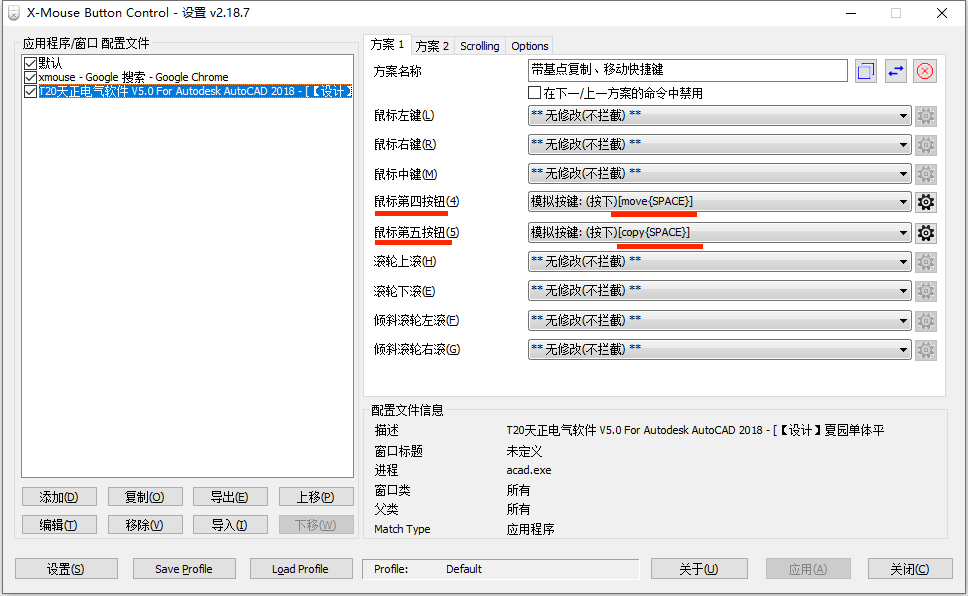 X-Mouse Button Control - 设置 v2.18.7
应用程序/窗口 配置文件
默认
xmouse - Google 搜索 - Google Chrome
T20天正电气软件 V5.0 For Autodesk AutoCAD 2018 - [【设计】
添加(D) 复制(O) 导出(E) 上移(P)
编辑(T) 移除(V) 导入(I) 下移(W)
方案 1 方案 2 Scrolling Options
方案名称 带基点复制、移动快捷键
在下一/上一方案的命令中禁用
鼠标左键(L) ** 无修改(不拦截) **
鼠标右键(R) ** 无修改(不拦截) **
鼠标中键(M) ** 无修改(不拦截) **
鼠标第四按钮(4) 模拟按键: (按下)[move{SPACE}]
鼠标第五按钮(5) 模拟按键: (按下)[copy{SPACE}]
滚轮上滚(H) ** 无修改(不拦截) **
滚轮下滚(E) ** 无修改(不拦截) **
倾斜滚轮左滚(F) ** 无修改(不拦截) **
倾斜滚轮右滚(G) ** 无修改(不拦截) **
配置文件信息
描述 T20天正电气软件 V5.0 For Autodesk AutoCAD 2018 - [【设计】夏园单体平
窗口标题 未定义
进程 acad.exe
窗口类 所有
父类 所有
Match Type 应用程序
设置(S) Save Profile Load Profile Profile: Default 关于(U) 应用(A) 关闭(C)